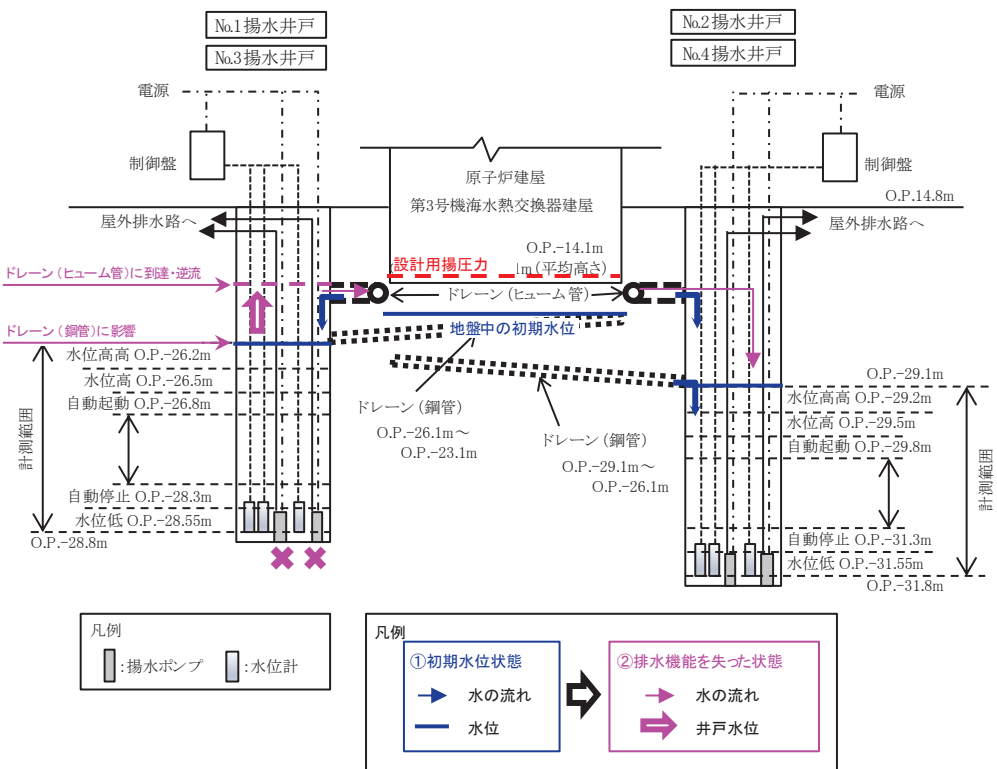 No.1揚水井戸
No.3揚水井戸
No.2揚水井戸
No.4揚水井戸
電源
制御盤
電源
制御盤
原子炉建屋
第3号機海水熱交換器建屋
O.P.14.8m
屋外排水路へ
屋外排水路へ
O.P.-14.1m
設計用揚圧力
1m(平均高さ)
ドレーン(ヒューム管)に到達・逆流
ドレーン(ヒューム管)
ドレーン(鋼管)に影響
地盤中の初期水位
水位高高 O.P.-26.2m
水位高 O.P.-26.5m
自動起動 O.P.-26.8m
計測範囲
自動停止 O.P.-28.3m
水位低 O.P.-28.55m
O.P.-28.8m
ドレーン(鋼管)
O.P.-26.1m~
O.P.-23.1m
ドレーン(鋼管)
O.P.-29.1m~
O.P.-26.1m
O.P.-29.1m
水位高高 O.P.-29.2m
水位高 O.P.-29.5m
自動起動 O.P.-29.8m
計測範囲
自動停止 O.P.-31.3m
水位低 O.P.-31.55m
O.P.-31.8m
凡例
:揚水ポンプ :水位計
凡例
①初期水位状態
水の流れ
水位
②排水機能を失った状態
水の流れ
井戸水位